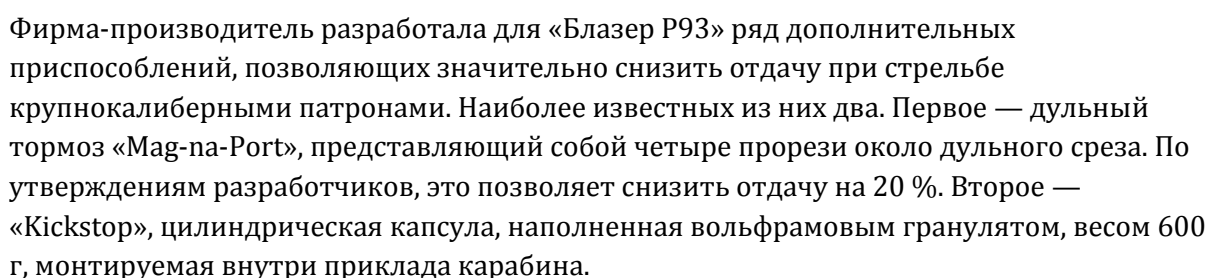 Фирма-производитель разработала для «Блазер Р93» ряд дополнительных
приспособлений, позволяющих значительно снизить отдачу при стрельбе
крупнокалиберными патронами. Наиболее известных из них два. Первое — дульный
тормоз «Mag-na-Port», представляющий собой четыре прорези около дульного среза. По
утверждениям разработчиков, это позволяет снизить отдачу на 20 %. Второе —
«Kickstop», цилиндрическая капсула, наполненная вольфрамовым гранулятом, весом 600
г, монтируемая внутри приклада карабина.